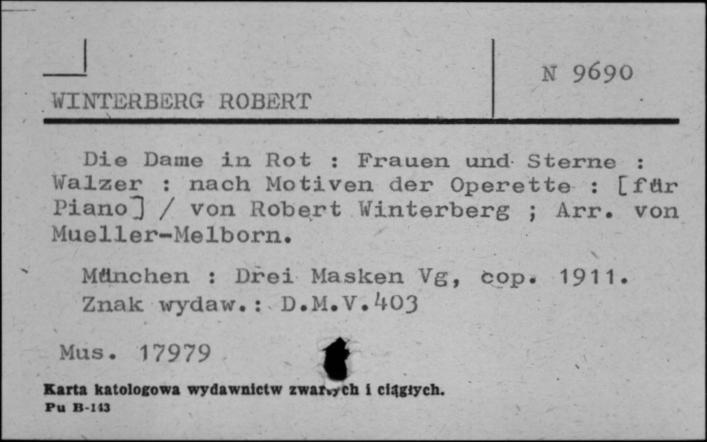 N 9690
WINTERBERG ROBERT
Die Dame in Rot : Frauen und Sterne :
Walzer : nach Motiven der Operette : [für
Piano] / von Robert Winterberg ; Arr. von
Mueller-Melborn.
München : Drei Masken Vg, cop. 1911.
Znak wydaw.: D.M.V.403
Mus. 17979
Karta katologowa wydawnictw zwartych i ciągłych.
Pu B-143